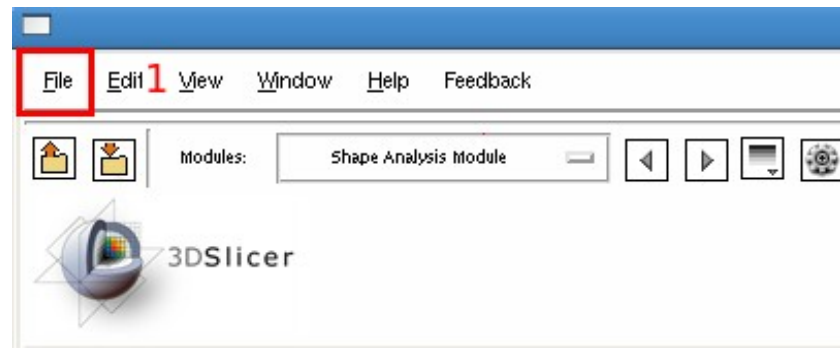 File Edit 1 View Window Help Feedback
Modules: Shape Analysis Module
3DSlicer